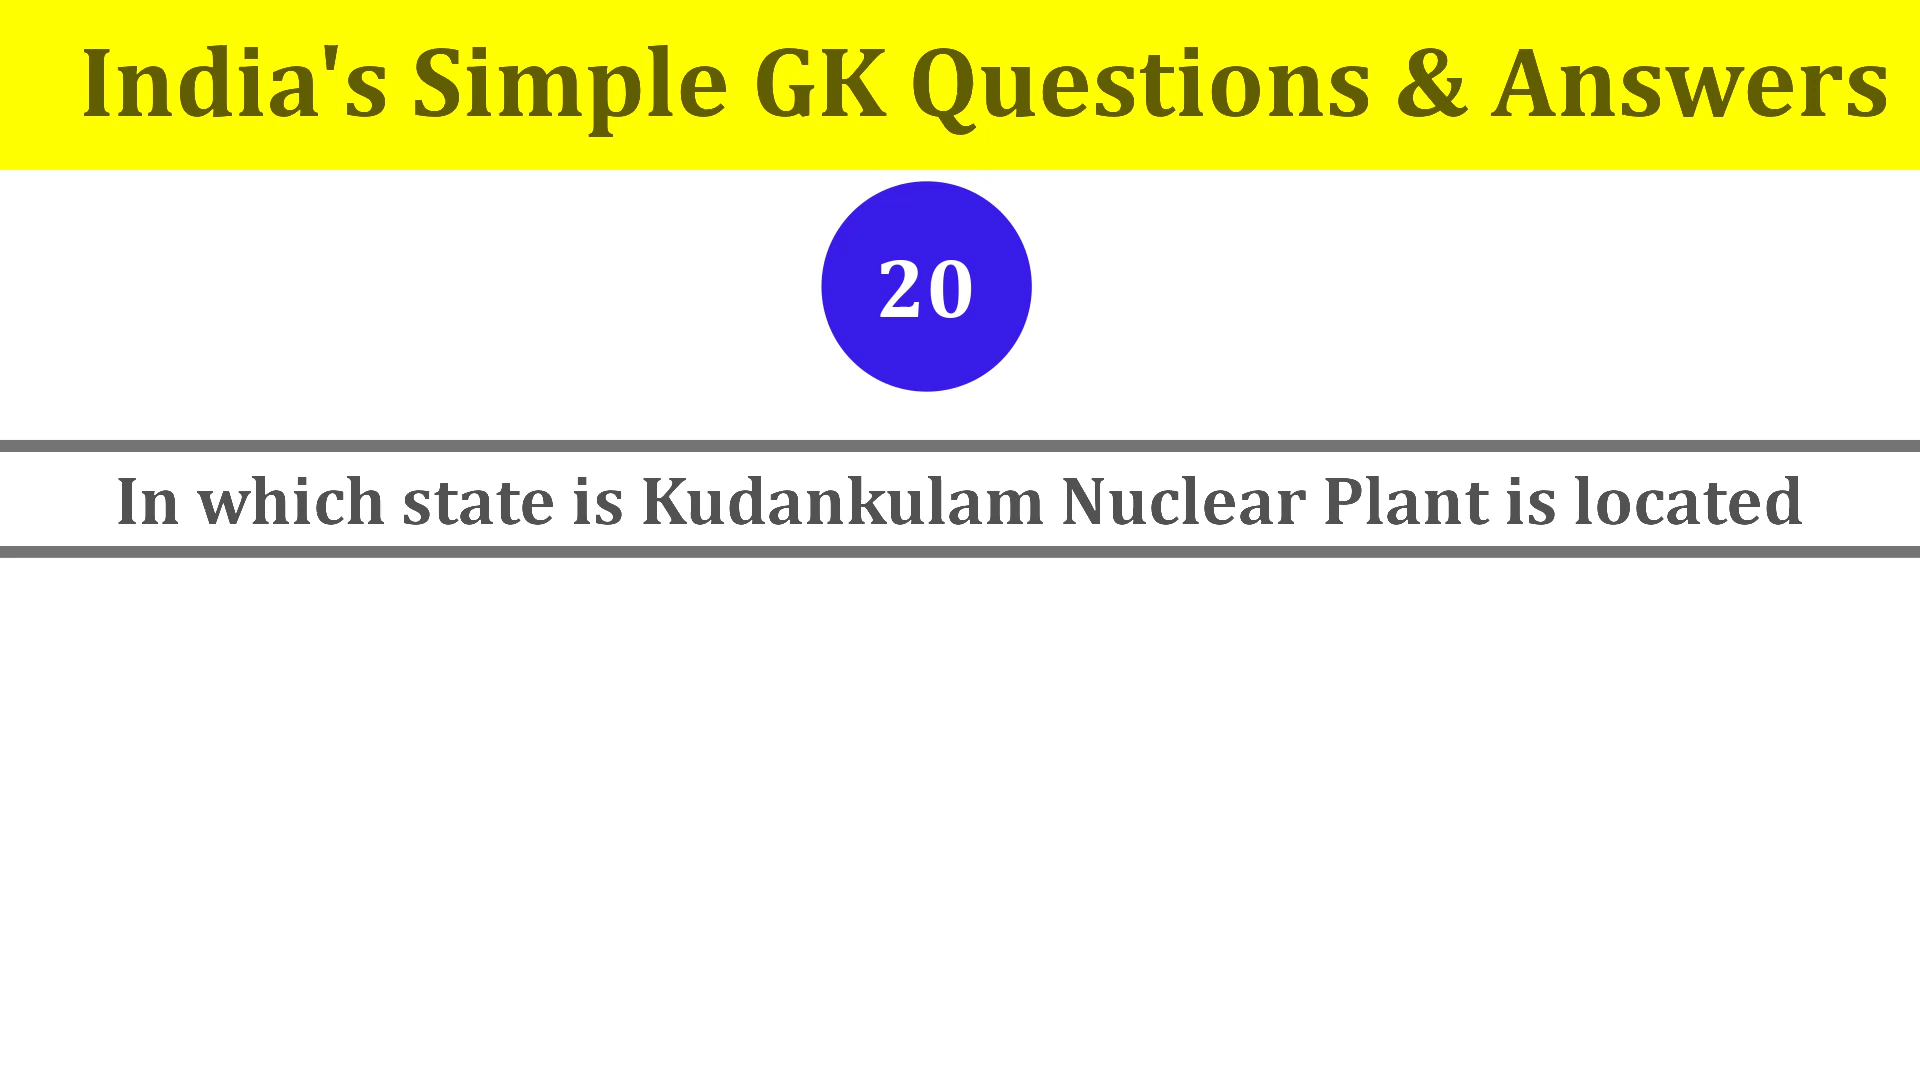 India's Simple GK Questions & Answers
20
In which state is Kudankulam Nuclear Plant is located